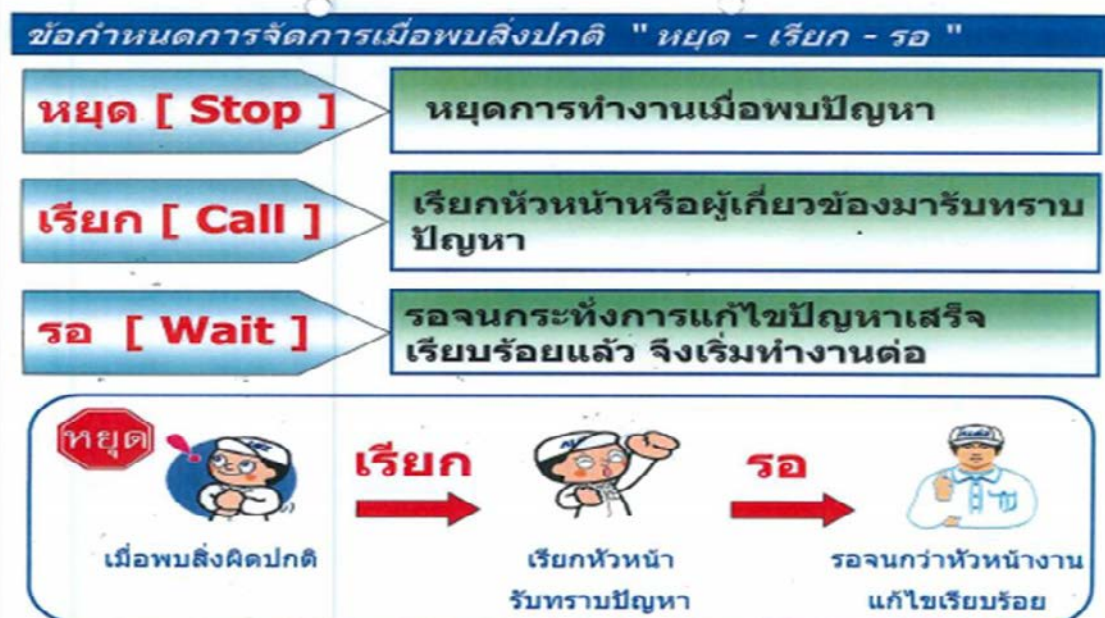 ข้อกำหนดการจัดการเมื่อพบสิ่งปกติ " หยุด - เรียก - รอ "
หยุด [ Stop ]
หยุดการทำงานเมื่อพบปัญหา
เรียก [ Call ]
เรียกหัวหน้าหรือผู้เกี่ยวข้องมารับทราบ
ปัญหา
รอ [ Wait ]
รอจนกระทั่งการแก้ไขปัญหาเสร็จ
เรียบร้อยแล้ว จึงเริ่มทำงานต่อ
หยุด
เรียก
รอ
เมื่อพบสิ่งผิดปกติ
เรียกหัวหน้า
รับทราบปัญหา
รอจนกว่าหัวหน้างาน
แก้ไขเรียบร้อย